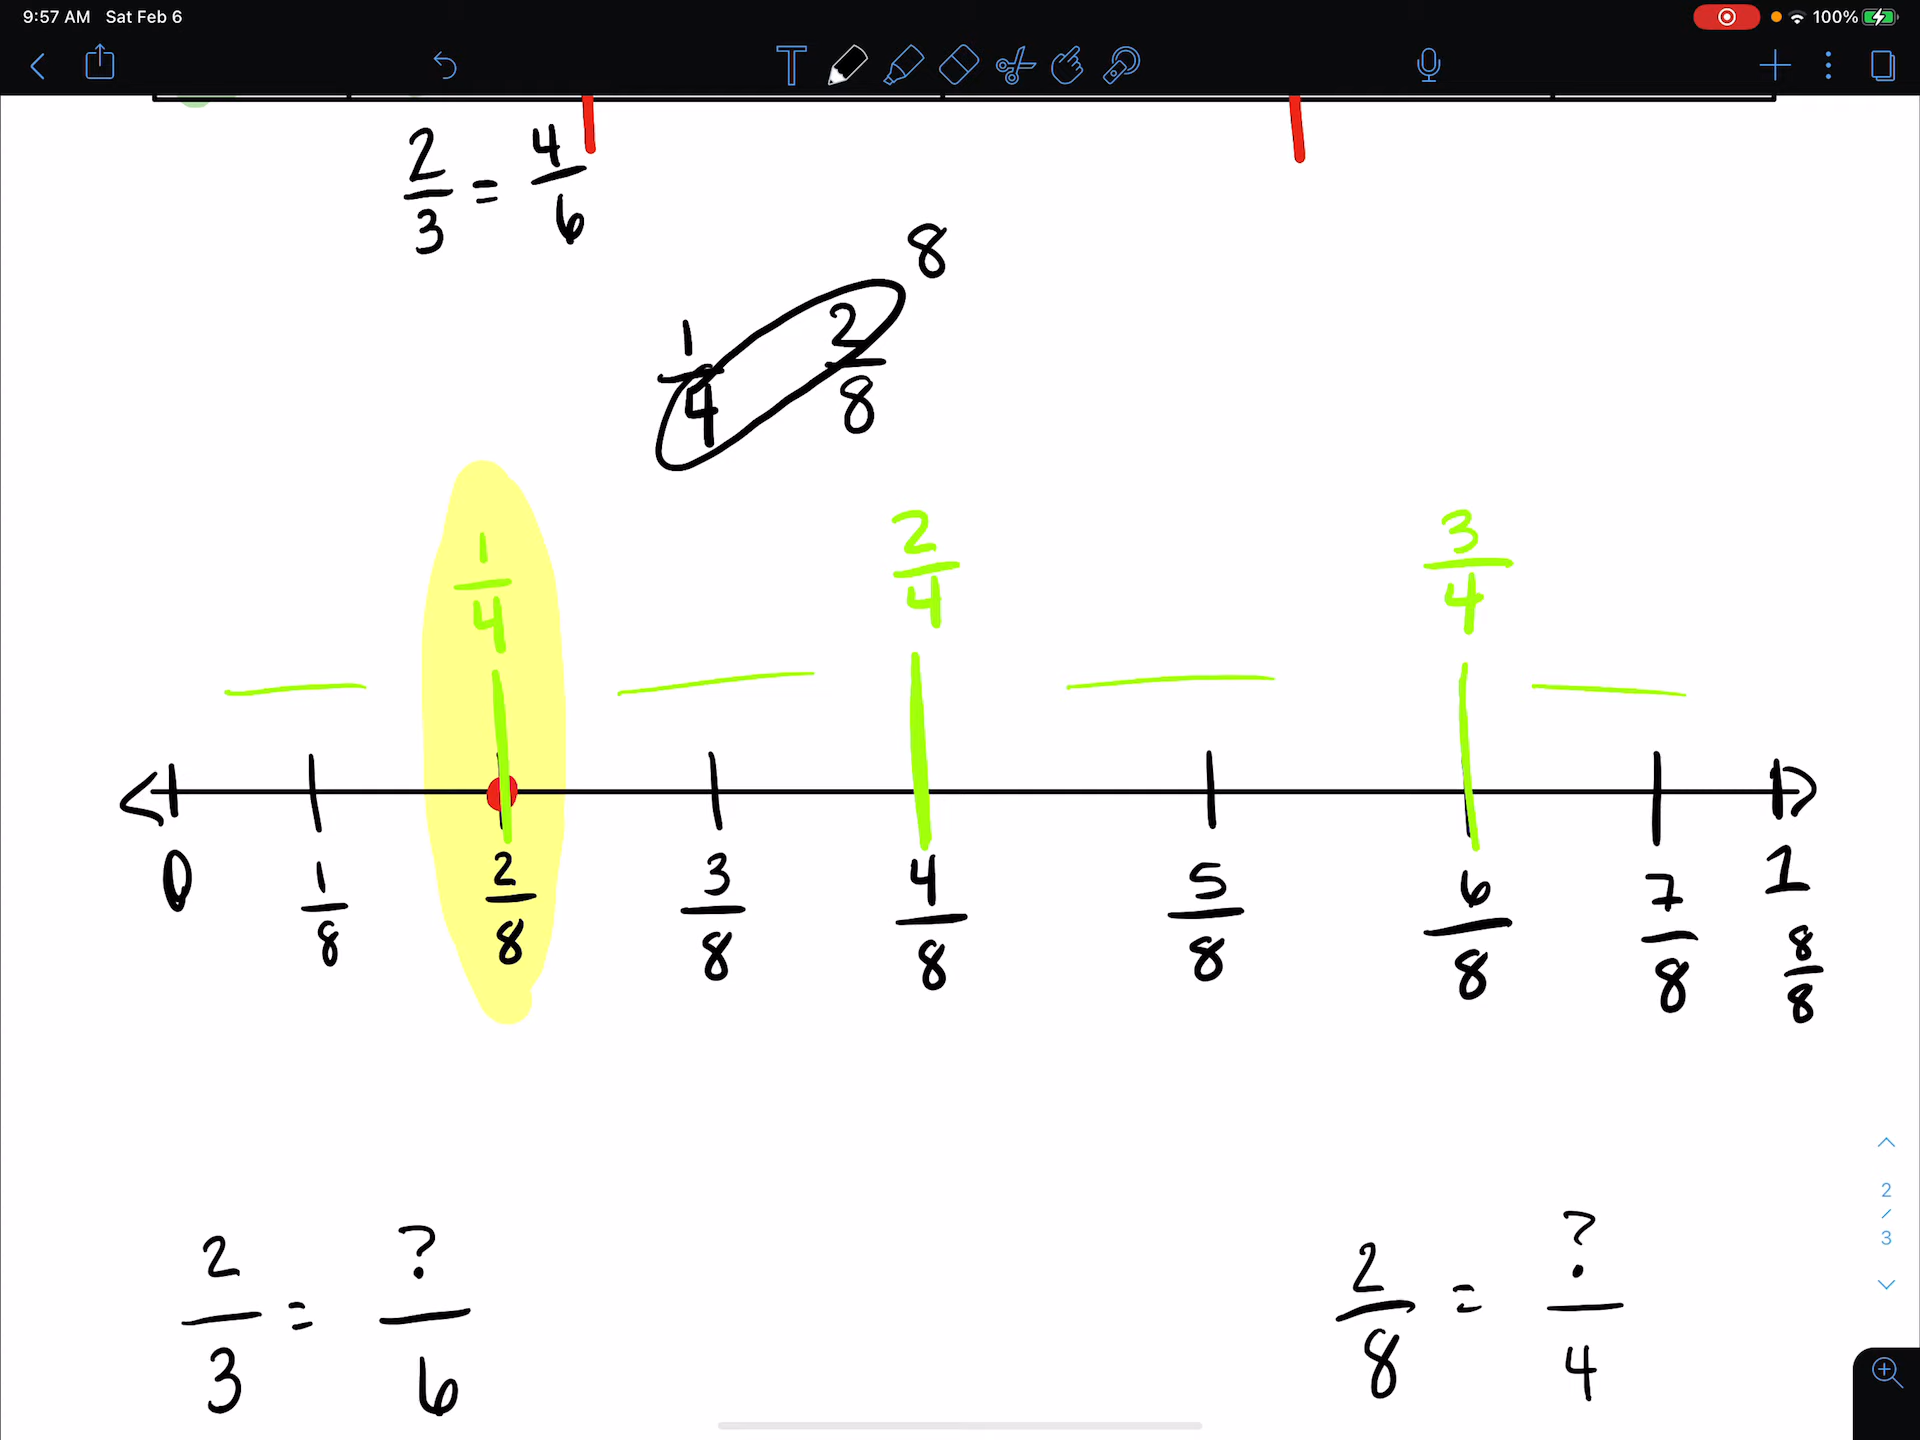 9:57 AM Sat Feb 6
100%
T
2/3 = 4/6
8
1/4 2/8
1/4 2/4 3/4
0 1/8 2/8 3/8 4/8 5/8 6/8 7/8 1
8/8
2
/
3
2/3 = ?/6
2/8 = ?/4